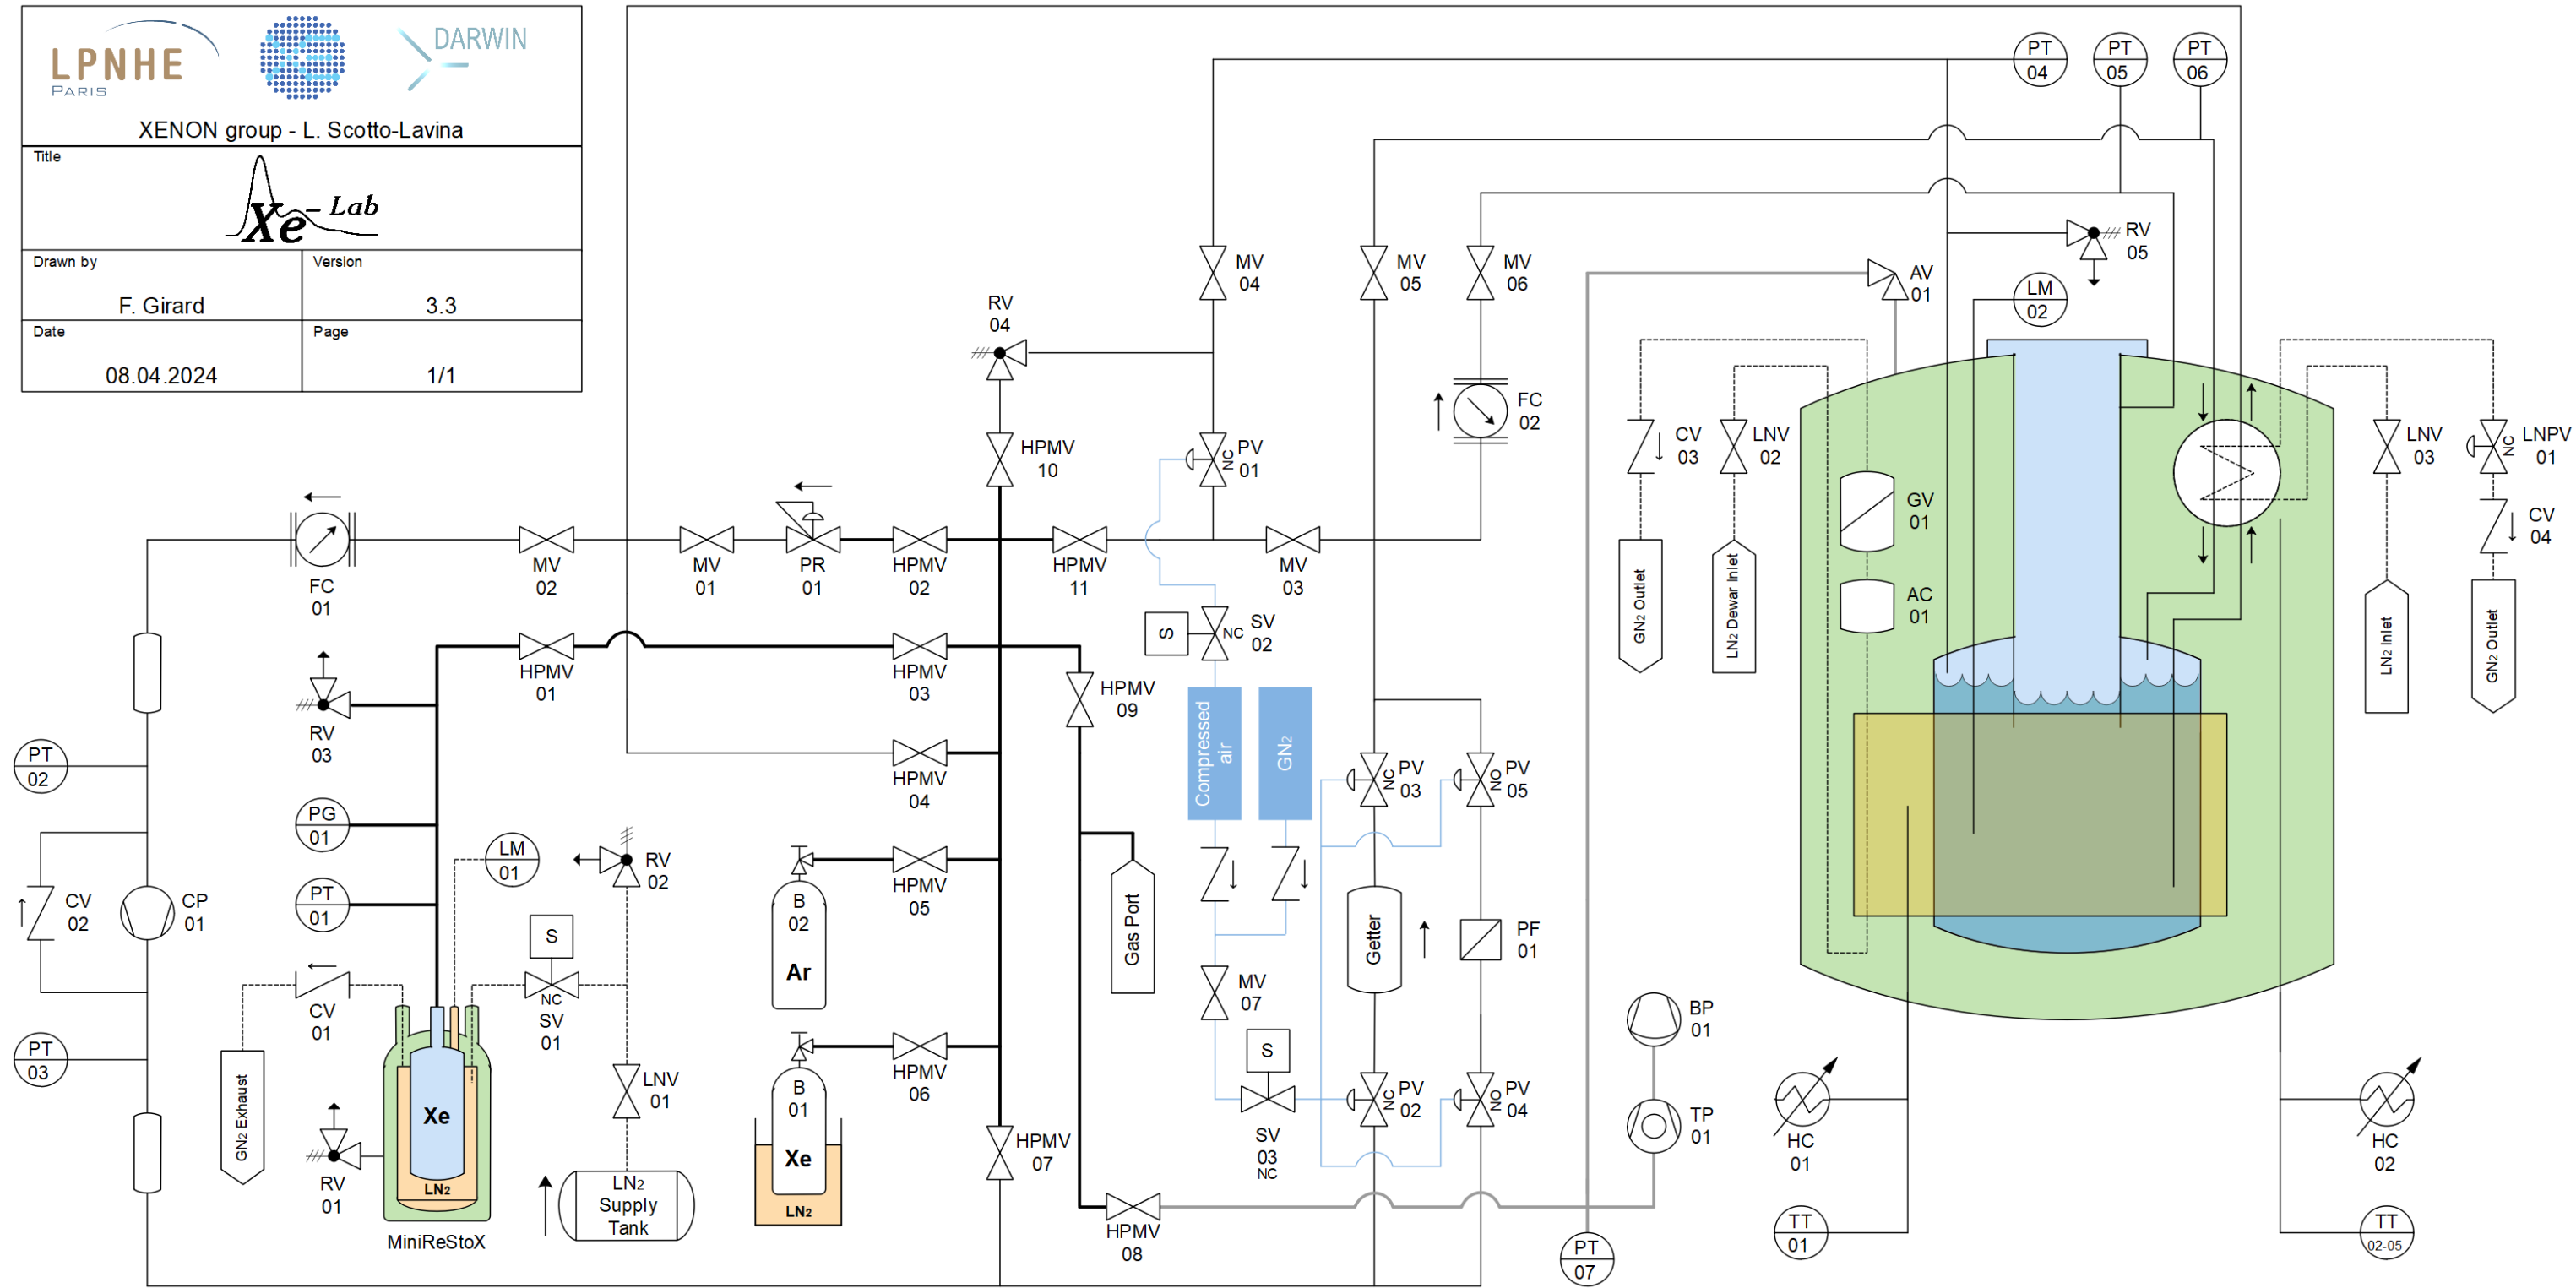 LPNHE
PARIS
DARWIN
XENON group - L. Scotto-Lavina
Title
Xe - Lab
Drawn by
Version
F. Girard
3.3
Date
Page
08.04.2024
1/1
PT
04
PT
05
PT
06
RV
05
AV
01
LM
02
MV
04
MV
05
MV
06
RV
04
HPMV
10
PV
01
NC
FC
02
CV
03
LNV
02
LNV
03
LNPV
01
NC
CV
04
GV
01
AC
01
GN2 Outlet
LN2 Dewar Inlet
LN2 Inlet
GN2 Outlet
FC
01
MV
02
MV
01
PR
01
HPMV
02
HPMV
11
MV
03
S
NC
SV
02
HPMV
01
HPMV
03
HPMV
09
RV
03
PT
02
HPMV
04
Compressed
air
GN2
PV
03
NC
PV
05
NO
PG
01
LM
01
RV
02
B
02
Ar
HPMV
05
Gas Port
Getter
PF
01
PT
01
CV
02
CP
01
S
NC
SV
01
CV
01
MV
07
BP
01
PT
03
GN2 Exhaust
Xe
LN2
MiniReStoX
RV
01
LNV
01
LN2
Supply
Tank
B
01
Xe
LN2
HPMV
06
HPMV
07
HPMV
08
S
SV
03
NC
PV
02
NC
PV
04
NO
TP
01
PT
07
HC
01
HC
02
TT
01
TT
02-05